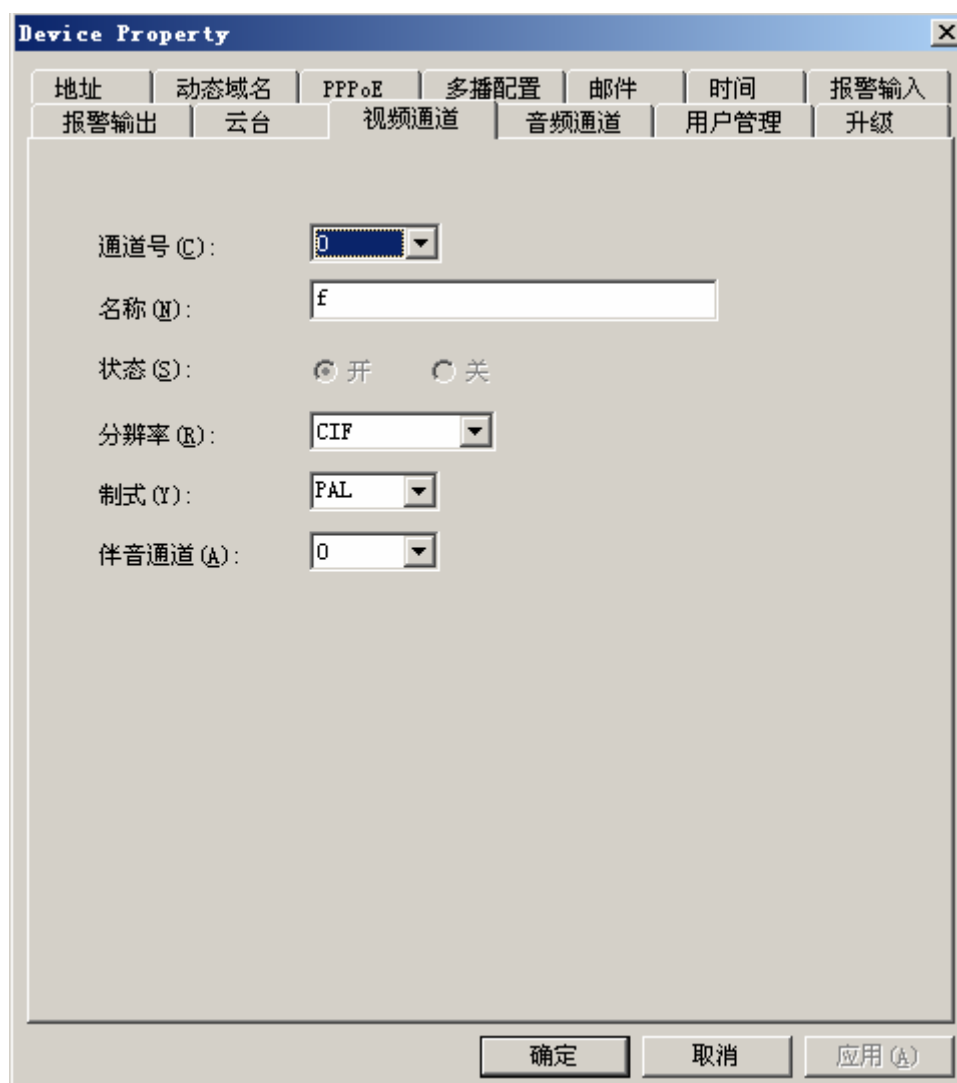 Device Property
地址 动态域名 PPPoE 多播配置 邮件 时间 报警输入
报警输出 云台 视频通道 音频通道 用户管理 升级
通道号(C): 0
名称(N): f
状态(S): 开 关
分辨率(R): CIF
制式(Y): PAL
伴音通道(A): 0
确定 取消 应用(A)